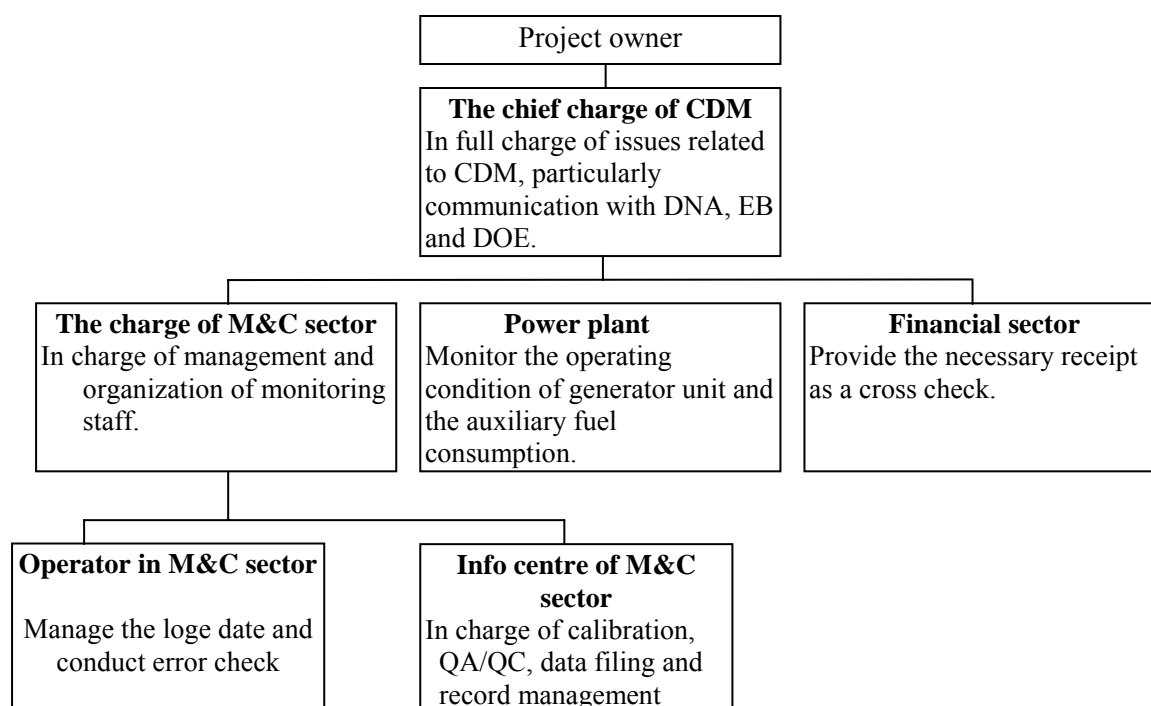 Project owner
The chief charge of CDM
In full charge of issues related
to CDM, particularly
communication with DNA, EB
and DOE.
The charge of M&C sector
In charge of management and
organization of monitoring
staff.
Power plant
Monitor the operating
condition of generator unit and
the auxiliary fuel
consumption.
Financial sector
Provide the necessary receipt
as a cross check.
Operator in M&C sector
Manage the loge date and
conduct error check
Info centre of M&C
sector
In charge of calibration,
QA/QC, data filing and
record management